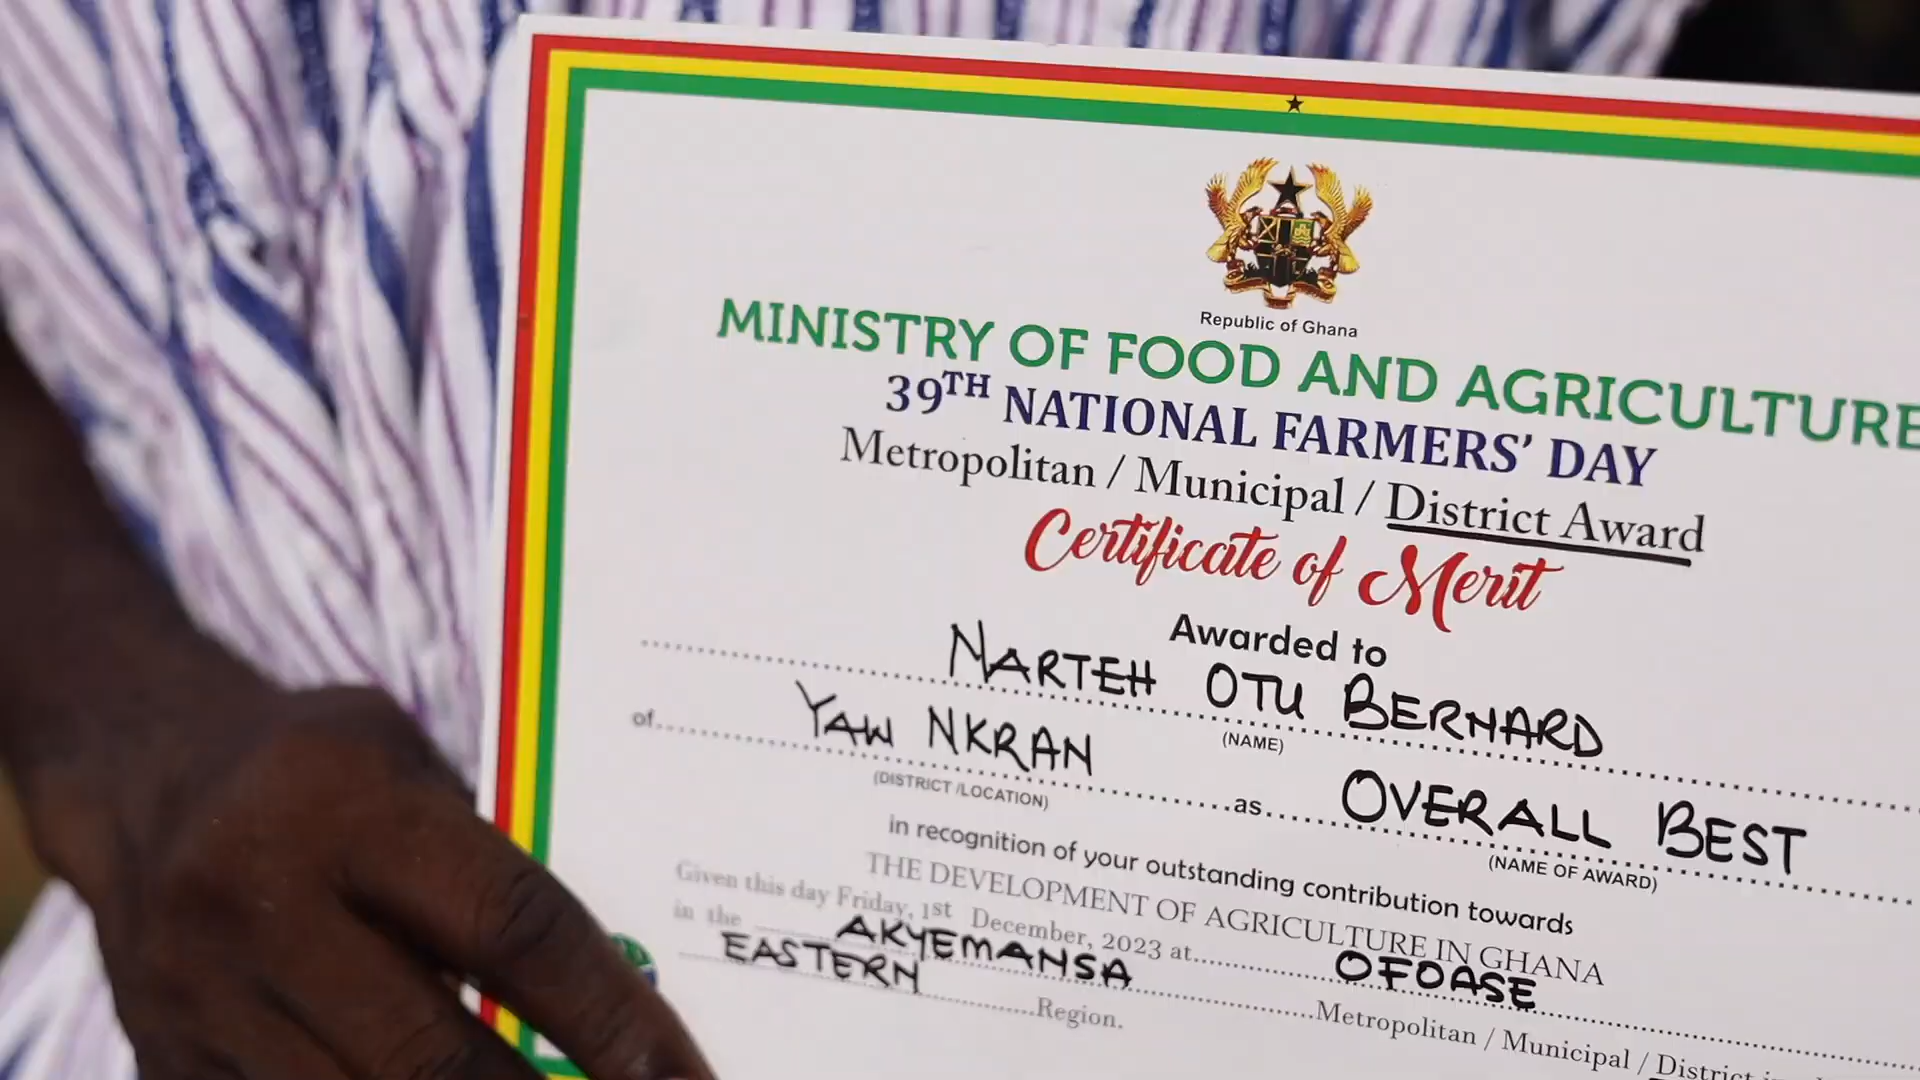 Republic of Ghana
MINISTRY OF FOOD AND AGRICULTURE
39TH NATIONAL FARMERS' DAY
Metropolitan / Municipal / District Award
Certificate of Merit
Awarded to
NARTEH OTU BERNARD
(NAME)
of YAW NKRAN as OVERALL BEST
(DISTRICT /LOCATION) (NAME OF AWARD)
in recognition of your outstanding contribution towards
THE DEVELOPMENT OF AGRICULTURE IN GHANA
Given this day Friday, 1st December, 2023 at OFOASE
in the AKYEMANSA Metropolitan / Municipal / District
EASTERN Region.